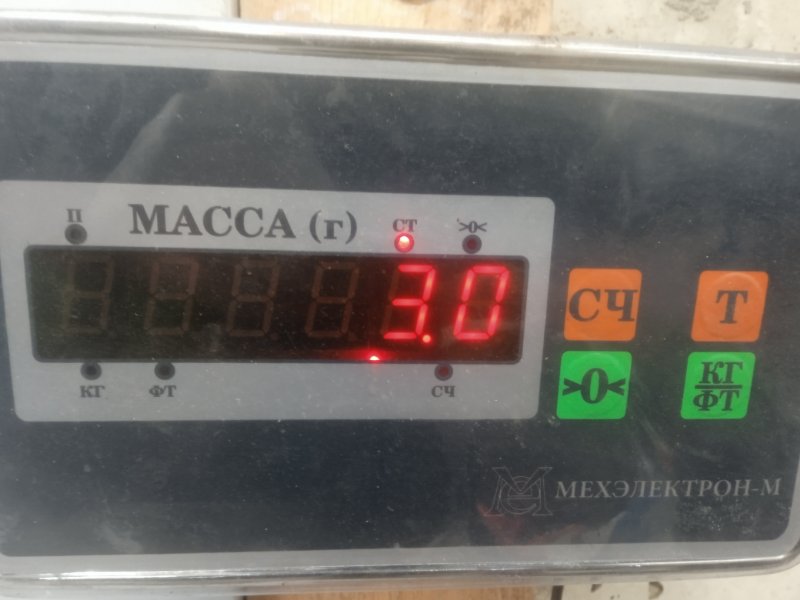 П МАССА (г) СТ >0<
3.0
КГ ФТ СЧ
СЧ Т
>0< КГ/ФТ
МЕХЭЛЕКТРОН-М